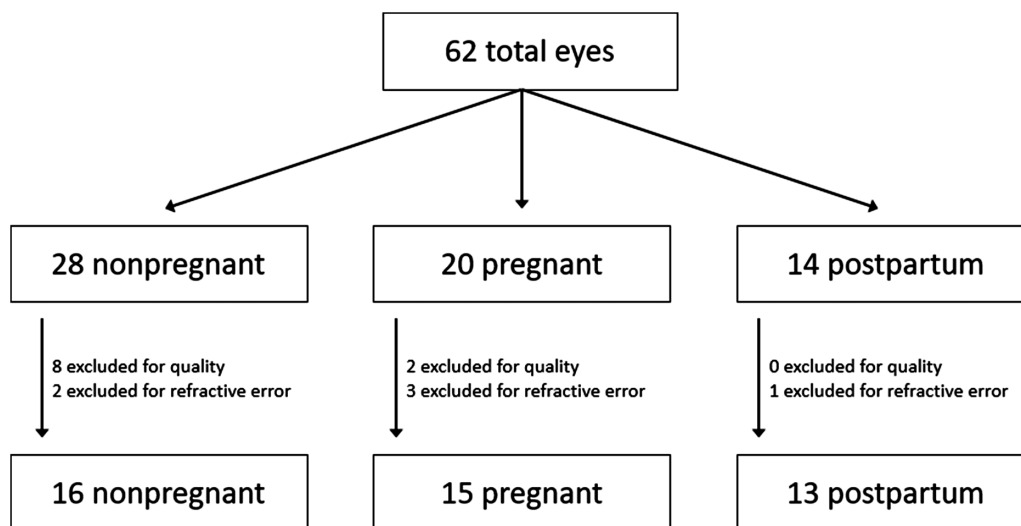 62 total eyes
28 nonpregnant
20 pregnant
14 postpartum
8 excluded for quality
2 excluded for refractive error
2 excluded for quality
3 excluded for refractive error
0 excluded for quality
1 excluded for refractive error
16 nonpregnant
15 pregnant
13 postpartum